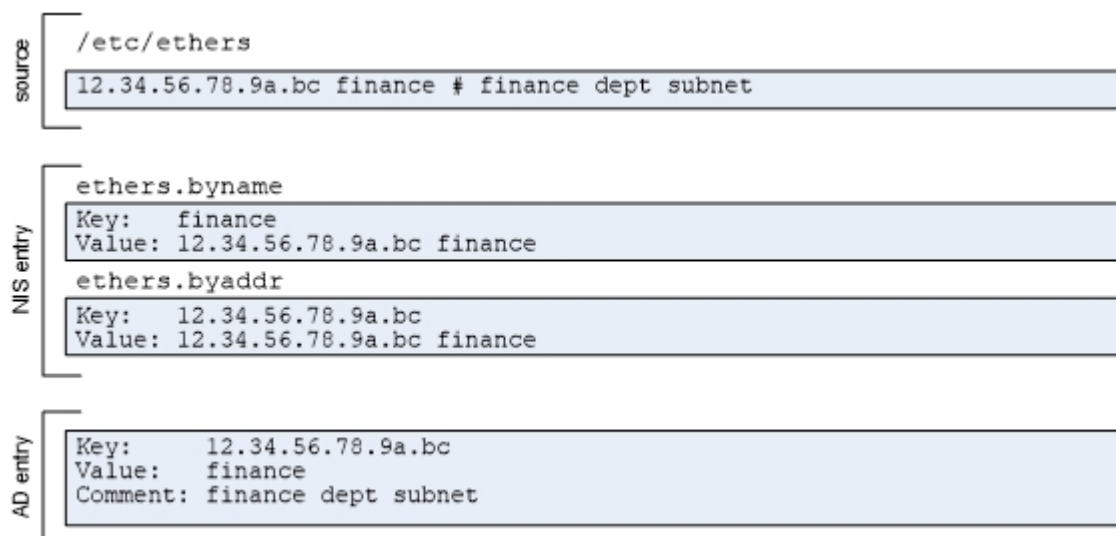 source
/etc/ethers
12.34.56.78.9a.bc finance # finance dept subnet
NIS entry
ethers.byname
Key: finance
Value: 12.34.56.78.9a.bc finance
ethers.byaddr
Key: 12.34.56.78.9a.bc
Value: 12.34.56.78.9a.bc finance
AD entry
Key: 12.34.56.78.9a.bc
Value: finance
Comment: finance dept subnet